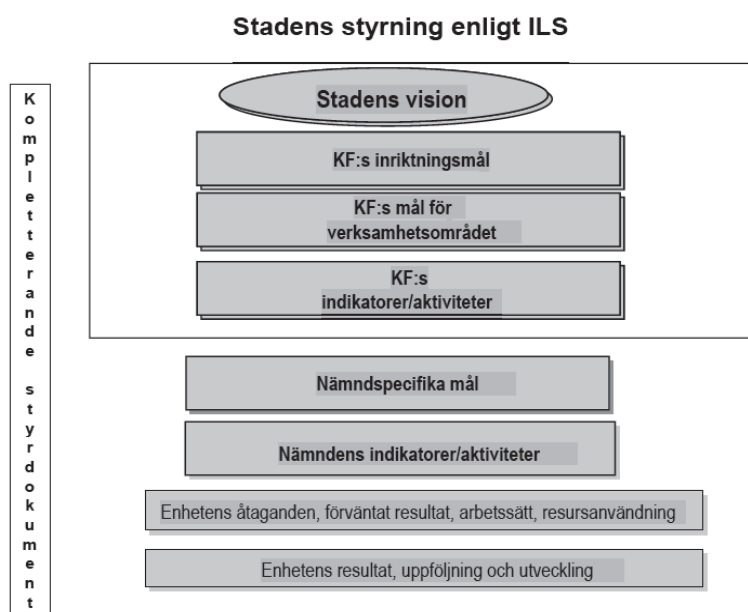 Stadens styrning enligt ILS
Kompletterande styrdokument
Stadens vision
KF:s inriktningsmål
KF:s mål för
verksamhetsområdet
KF:s
indikatorer/aktiviteter
Nämndspecifika mål
Nämndens indikatorer/aktiviteter
Enhetens åtaganden, förväntat resultat, arbetssätt, resursanvändning
Enhetens resultat, uppföljning och utveckling